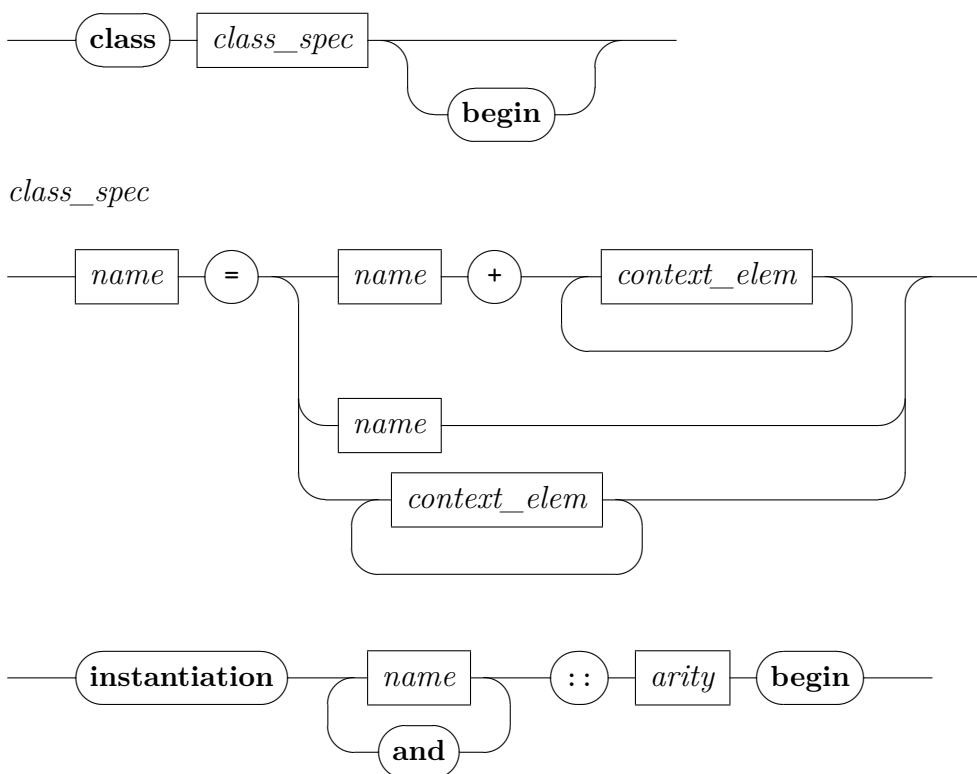 class class_spec
begin
class_spec
name = name + context_elem
name
context_elem
instantiation name :: arity begin
and